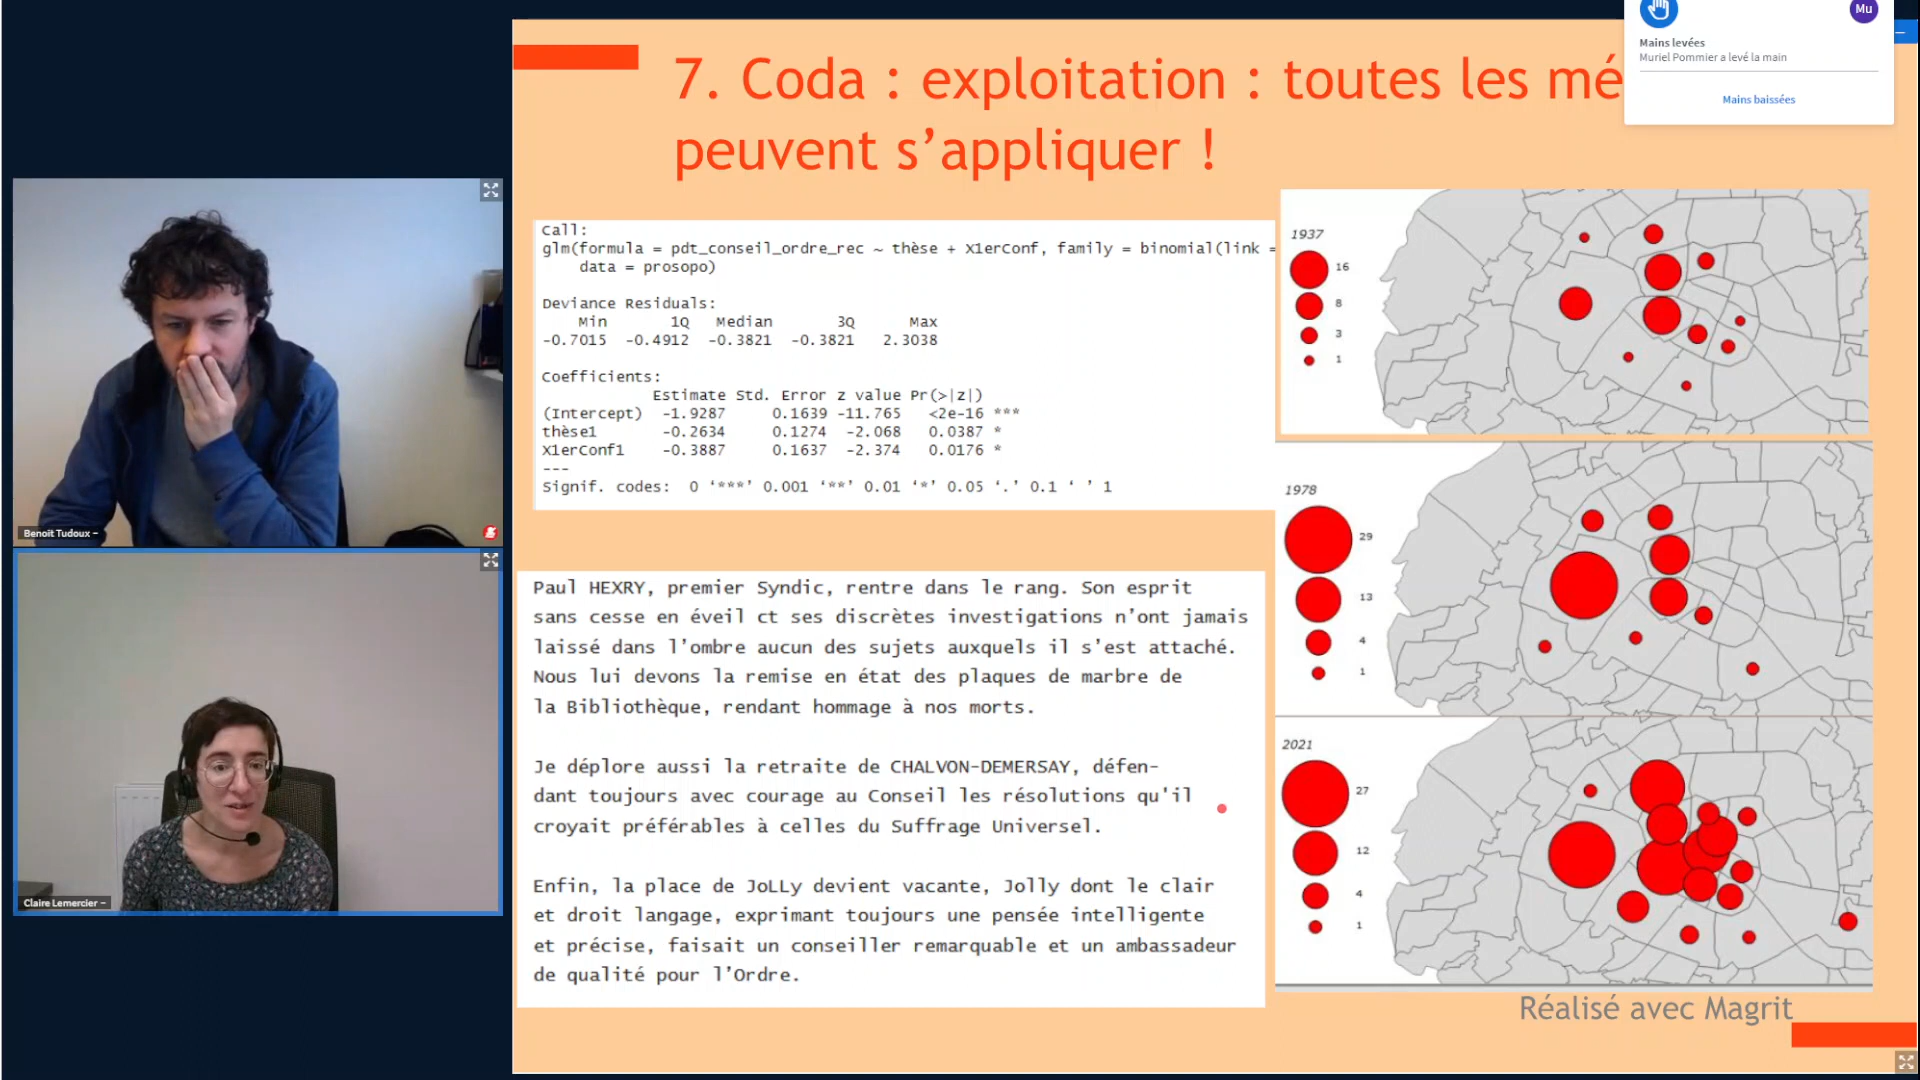 7. Coda : exploitation : toutes les mé
peuvent s’appliquer !
Mu
Mains levées
Muriel Pommier a levé la main
Mains baissées
Benoit Tudoux
Claire Lemercier
Call:
glm(formula = pdt_conseil_ordre_rec ~ thèse + X1erConf, family = binomial(link =
data = prosopo)
Deviance Residuals:
Min 1Q Median 3Q Max
-0.7015 -0.4912 -0.3821 -0.3821 2.3038
Coefficients:
Estimate Std. Error z value Pr(>|z|)
(Intercept) -1.9287 0.1639 -11.765 <2e-16 ***
thèse1 -0.2634 0.1274 -2.068 0.0387 *
X1erConf1 -0.3887 0.1637 -2.374 0.0176 *
---
Signif. codes: 0 ‘***’ 0.001 ‘**’ 0.01 ‘*’ 0.05 ‘.’ 0.1 ‘ ’ 1
Paul HEXRY, premier Syndic, rentre dans le rang. Son esprit
sans cesse en éveil ct ses discrètes investigations n’ont jamais
laissé dans l’ombre aucun des sujets auxquels il s’est attaché.
Nous lui devons la remise en état des plaques de marbre de
la Bibliothèque, rendant hommage à nos morts.
Je déplore aussi la retraite de CHALVON-DEMERSAY, défen-
dant toujours avec courage au Conseil les résolutions qu'il
croyait préférables à celles du Suffrage Universel.
Enfin, la place de JoLLy devient vacante, Jolly dont le clair
et droit langage, exprimant toujours une pensée intelligente
et précise, faisait un conseiller remarquable et un ambassadeur
de qualité pour l’Ordre.
1937
16
8
3
1
1978
29
13
4
1
2021
27
12
4
1
Réalisé avec Magrit